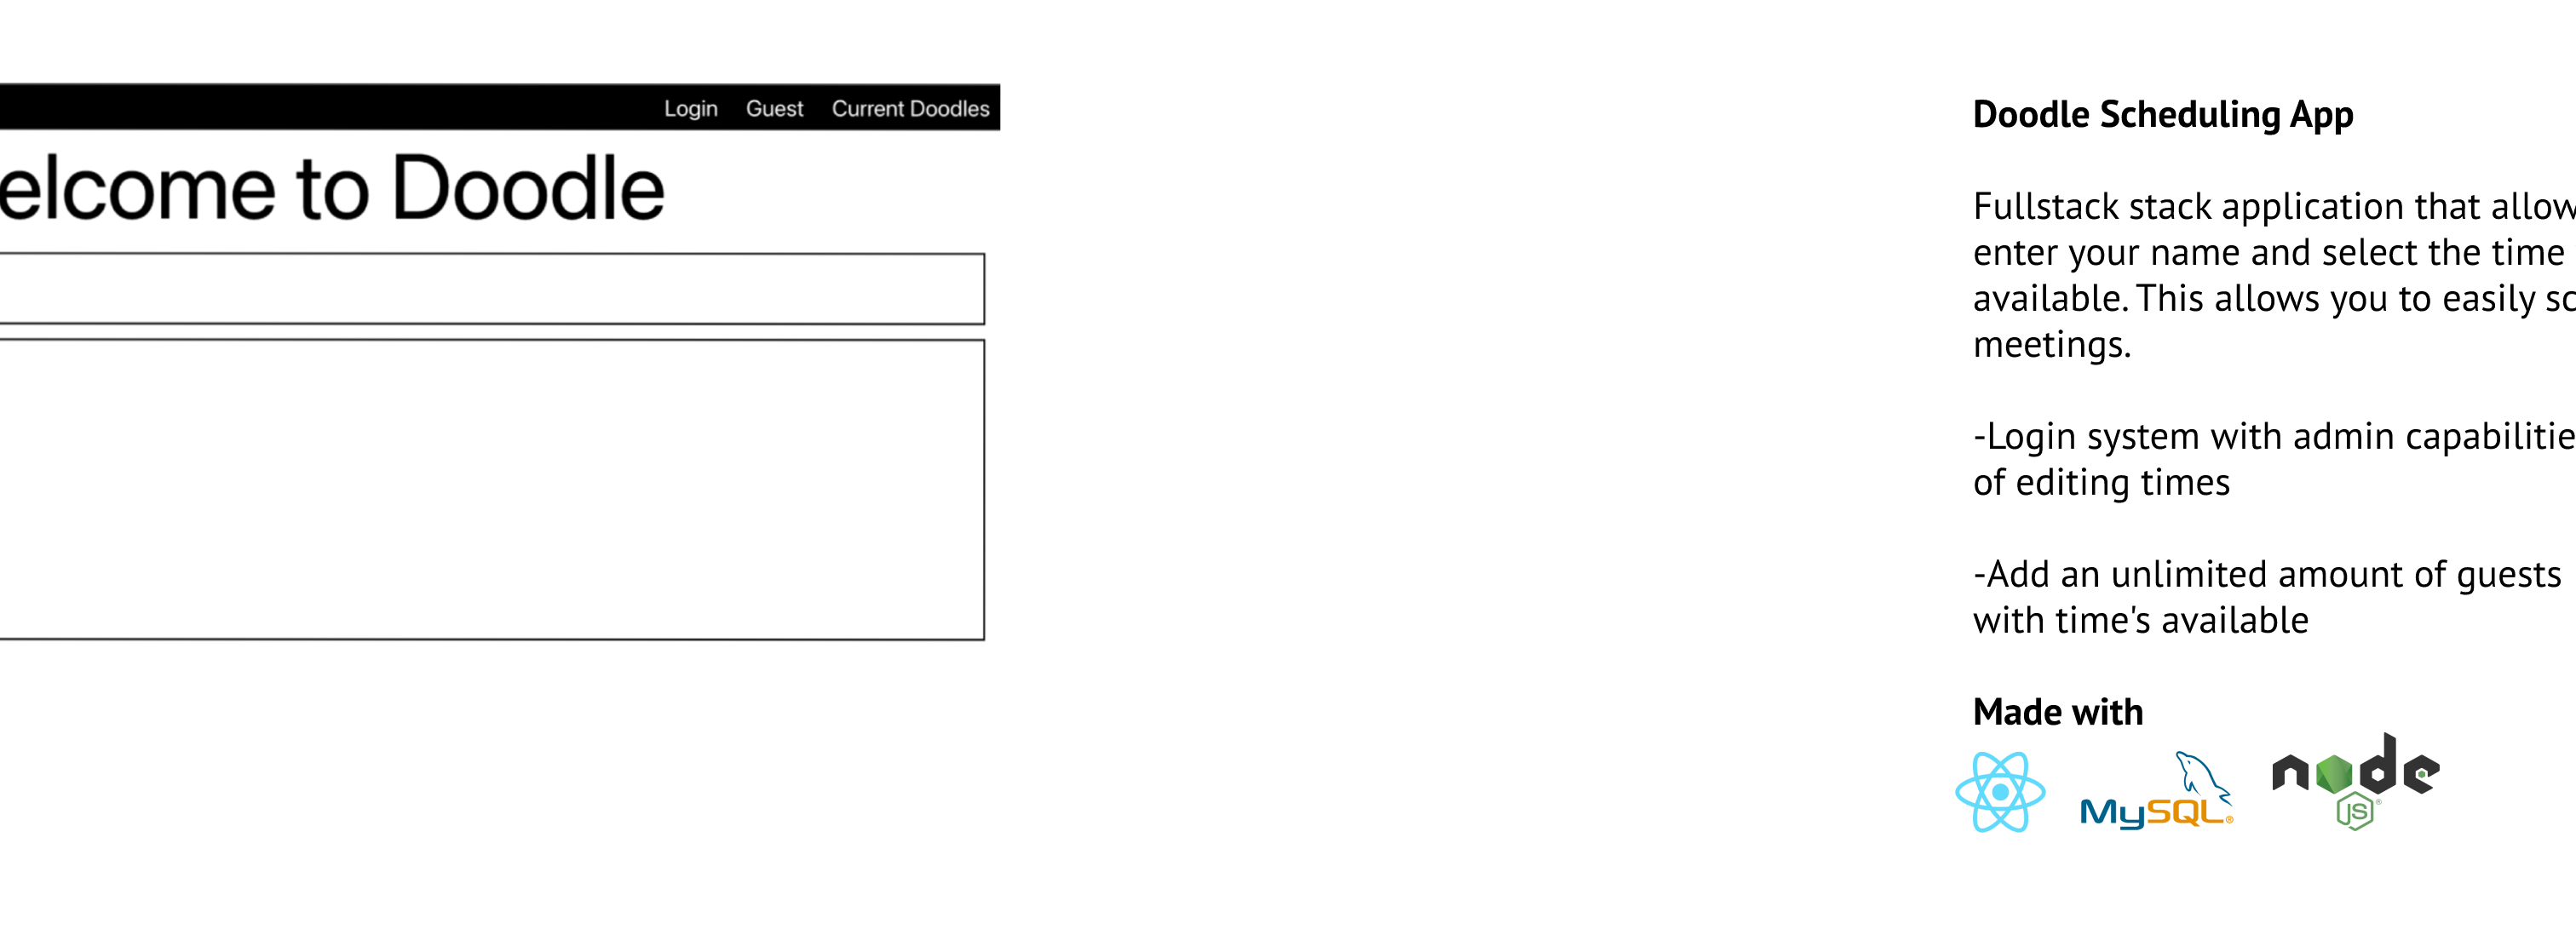 Login Guest Current Doodles
elcome to Doodle
Doodle Scheduling App
Fullstack stack application that allow
enter your name and select the time
available. This allows you to easily sc
meetings.
-Login system with admin capabilitie
of editing times
-Add an unlimited amount of guests
with time's available
Made with
MySQL®
node
JS®